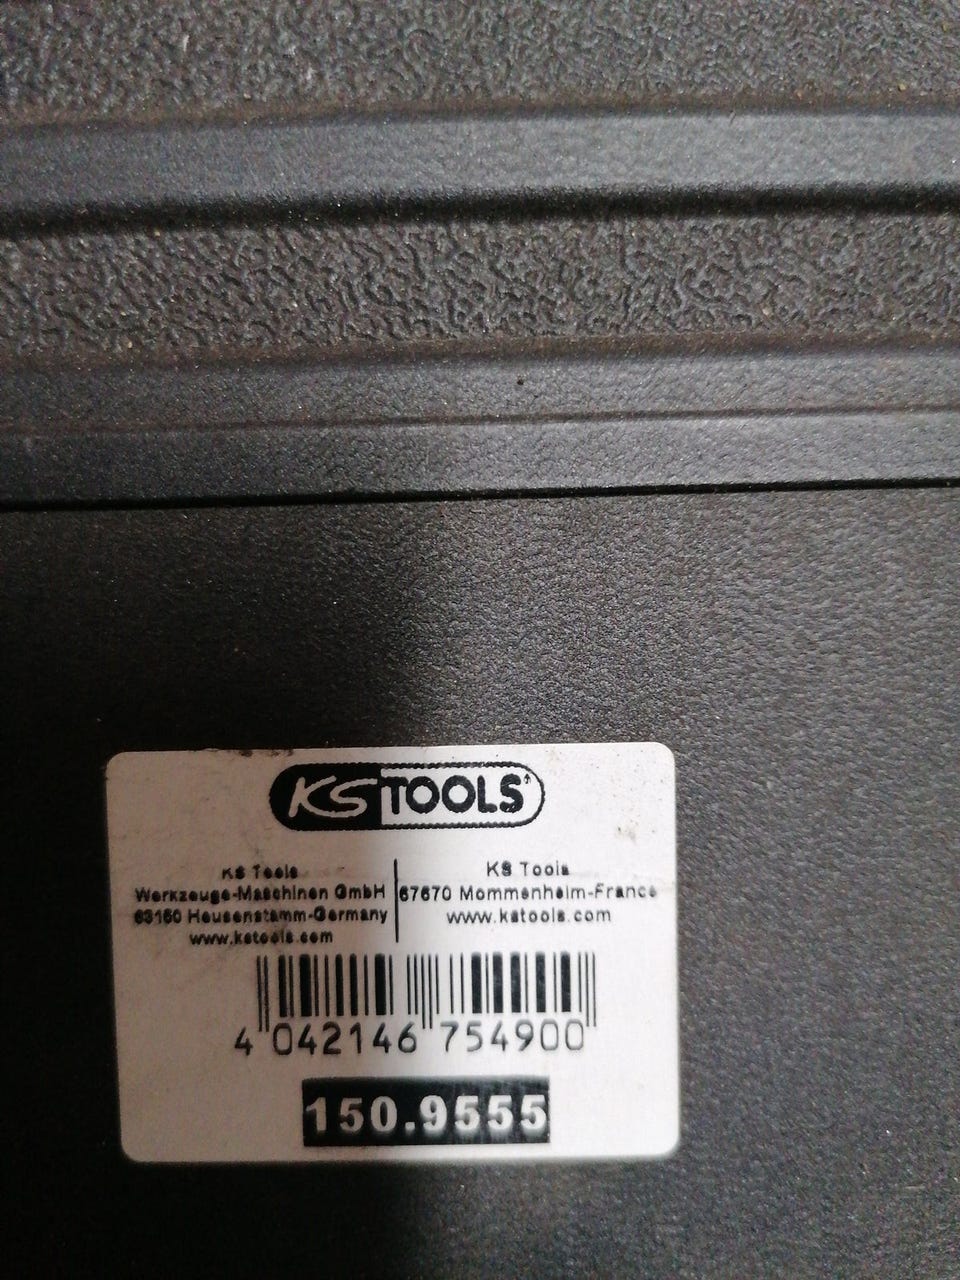 KS TOOLS
KS Tools
Werkzeuge-Maschinen GmbH
63150 Heusenstamm-Germany
www.kstools.com
KS Tools
67670 Mommenheim-France
www.kstools.com
4 042146 754900
150.9555